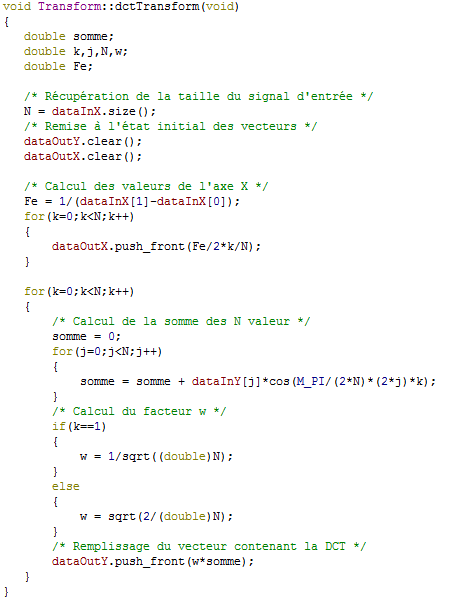 void Transform::dctTransform(void)
{
double somme;
double k,j,N,w;
double Fe;
/* Récupération de la taille du signal d'entrée */
N = dataInX.size();
/* Remise à l'état initial des vecteurs */
dataOutY.clear();
dataOutX.clear();
/* Calcul des valeurs de l'axe X */
Fe = 1/(dataInX[1]-dataInX[0]);
for(k=0;k<N;k++)
{
dataOutX.push_front(Fe/2*k/N);
}
for(k=0;k<N;k++)
{
/* Calcul de la somme des N valeur */
somme = 0;
for(j=0;j<N;j++)
{
somme = somme + dataInY[j]*cos(M_PI/(2*N)*(2*j)*k);
}
/* Calcul du facteur w */
if(k==1)
{
w = 1/sqrt((double)N);
}
else
{
w = sqrt(2/(double)N);
}
/* Remplissage du vecteur contenant la DCT */
dataOutY.push_front(w*somme);
}
}